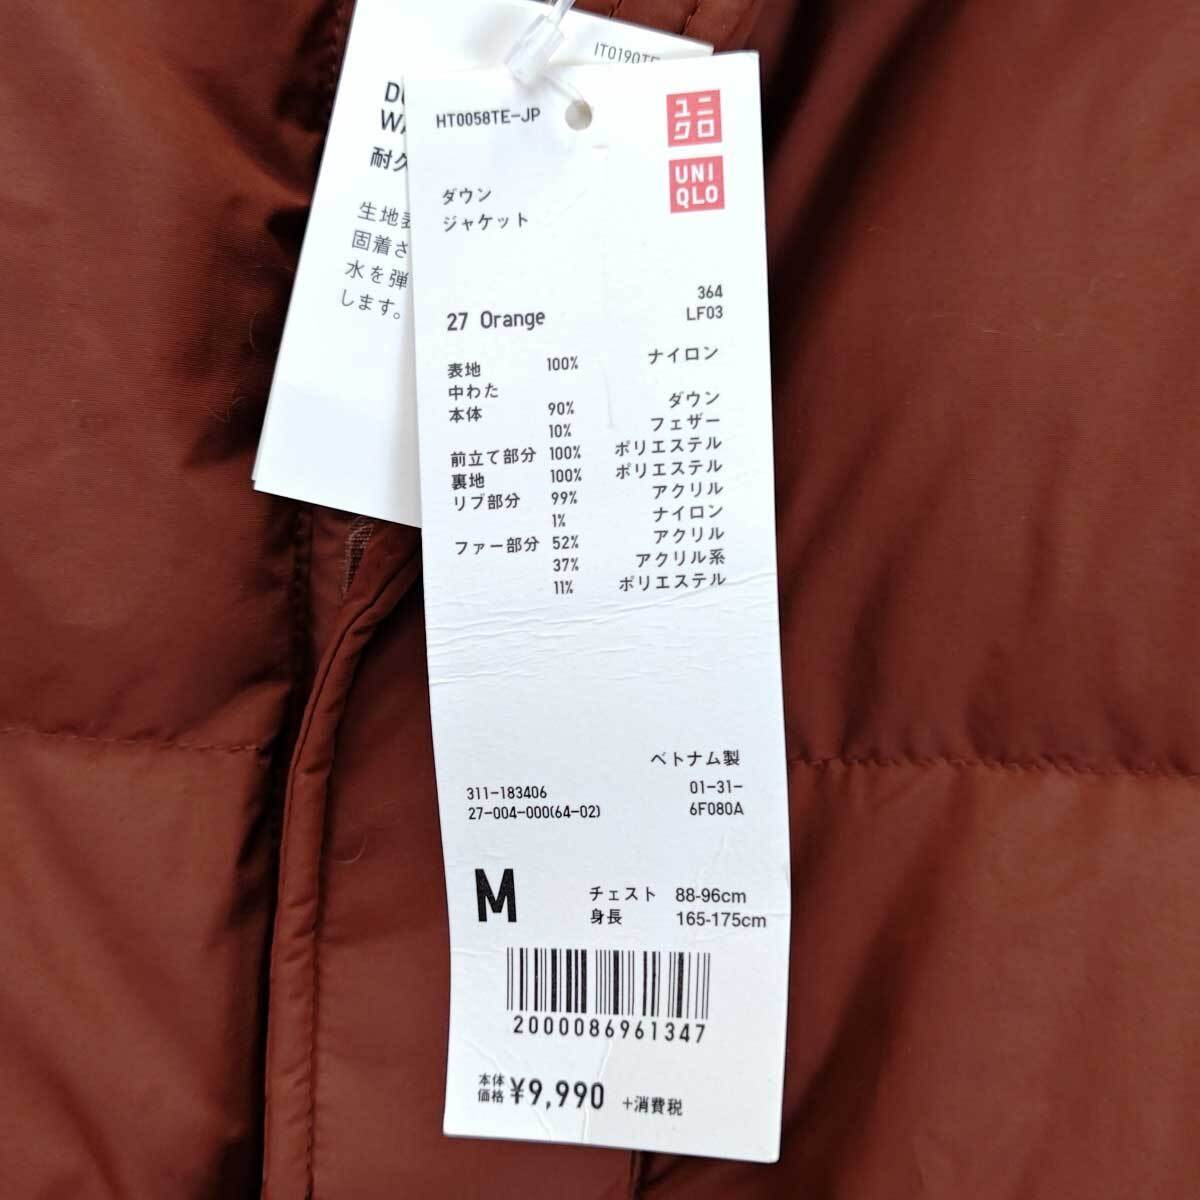 IT0190TE
耐久
生地表
固着さ
水を弾
します。
HT0058TE-JP
ユニ
クロ
UNI
QLO
ダウン
ジャケット
364
27 Orange LF03
表地 100% ナイロン
中わた
本体 90% ダウン
10% フェザー
前立て部分 100% ポリエステル
裏地 100% ポリエステル
リブ部分 99% アクリル
1% ナイロン
ファー部分 52% アクリル
37% アクリル系
11% ポリエステル
ベトナム製
311-183406 01-31-
27-004-000(64-02) 6F080A
M チェスト 88-96cm
身長 165-175cm
2000086961347
本体
価格 ¥9,990 +消費税